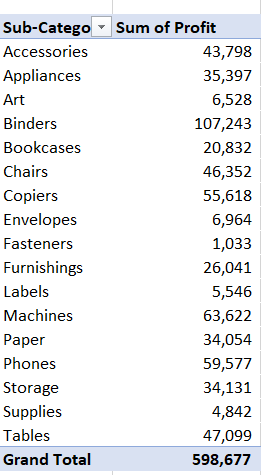 Sub-Catego Sum of Profit
Accessories 43,798
Appliances 35,397
Art 6,528
Binders 107,243
Bookcases 20,832
Chairs 46,352
Copiers 55,618
Envelopes 6,964
Fasteners 1,033
Furnishings 26,041
Labels 5,546
Machines 63,622
Paper 34,054
Phones 59,577
Storage 34,131
Supplies 4,842
Tables 47,099
Grand Total 598,677